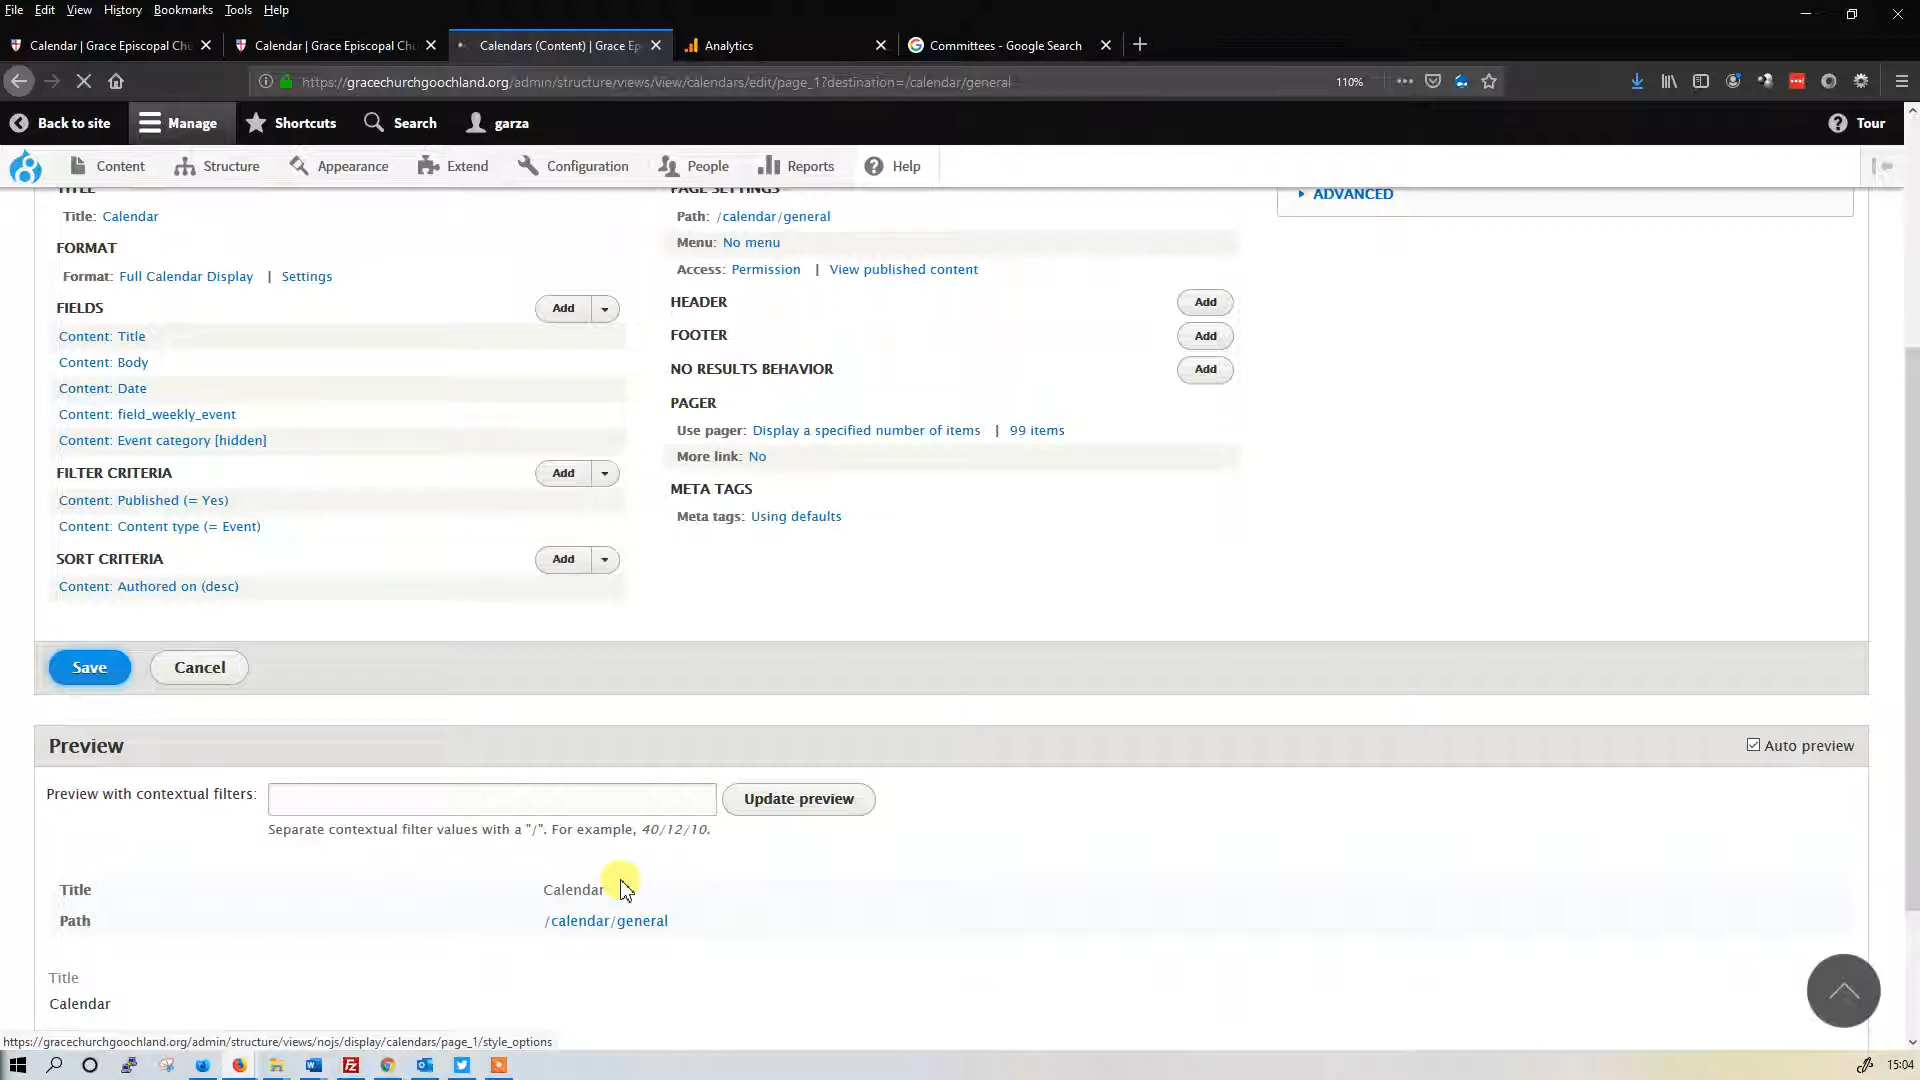 File Edit View History Bookmarks Tools Help
Calendar | Grace Episcopal Chu
Calendar | Grace Episcopal Chu
Calendars (Content) | Grace Ep
Analytics
Committees - Google Search
https://gracechurchgoochland.org/admin/structure/views/view/calendars/edit/page_1?destination=/calendar/general
110%
Back to site Manage Shortcuts Search garza Tour
Content Structure Appearance Extend Configuration People Reports Help
TITLE
Title: Calendar
FORMAT
Format: Full Calendar Display | Settings
FIELDS
Add
Content: Title
Content: Body
Content: Date
Content: field_weekly_event
Content: Event category [hidden]
FILTER CRITERIA
Add
Content: Published (= Yes)
Content: Content type (= Event)
SORT CRITERIA
Add
Content: Authored on (desc)
PAGE SETTINGS
Path: /calendar/general
Menu: No menu
Access: Permission | View published content
HEADER
Add
FOOTER
Add
NO RESULTS BEHAVIOR
Add
PAGER
Use pager: Display a specified number of items | 99 items
More link: No
META TAGS
Meta tags: Using defaults
ADVANCED
Save Cancel
Preview
Auto preview
Preview with contextual filters:
Update preview
Separate contextual filter values with a "/". For example, 40/12/10.
Title Calendar
Path /calendar/general
Title
Calendar
https://gracechurchgoochland.org/admin/structure/views/nojs/display/calendars/page_1/style_options
15:04